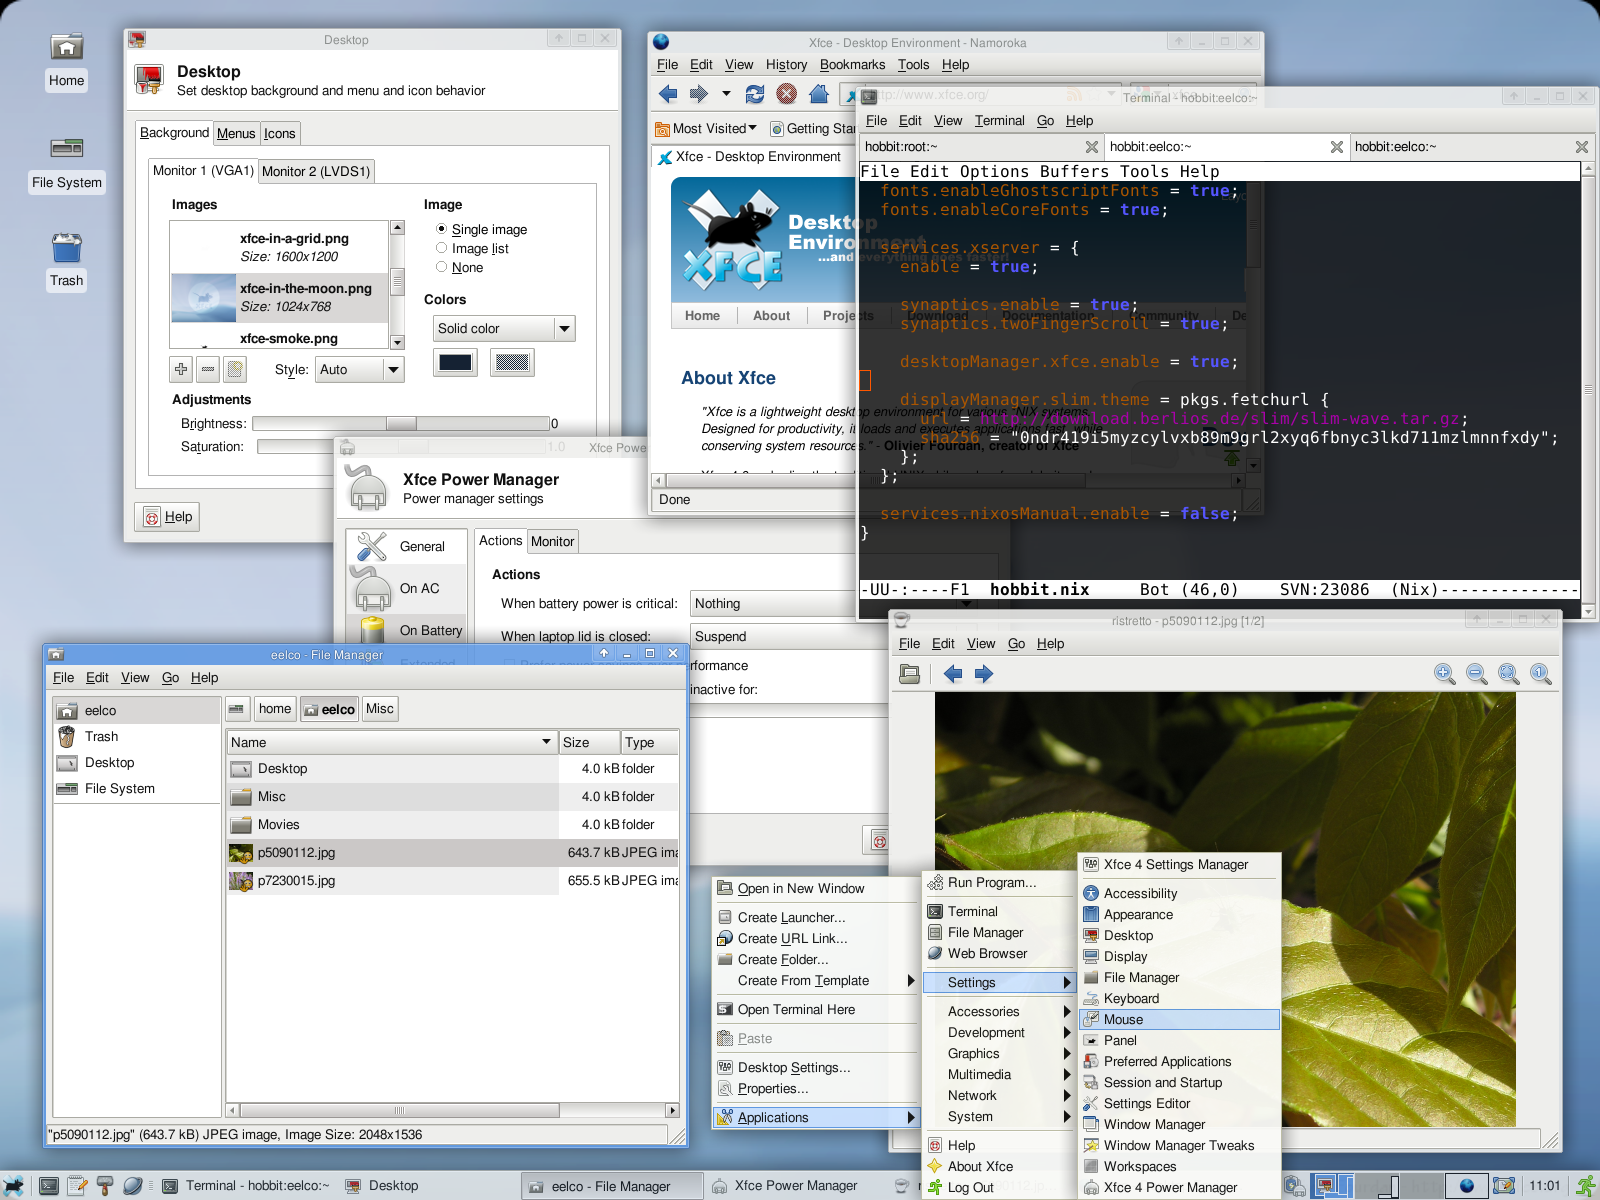 Home
File System
Trash
Desktop
Desktop
Set desktop background and menu and icon behavior
Background
Menus
Icons
Monitor 1 (VGA1)
Monitor 2 (LVDS1)
Images
xfce-in-a-grid.png
Size: 1600x1200
xfce-in-the-moon.png
Size: 1024x768
xfce-smoke.png
Style:
Auto
Image
Single image
Image list
None
Colors
Solid color
Adjustments
Brightness:
0
Saturation:
1.0
Help
Xfce - Desktop Environment - Namoroka
File Edit View History Bookmarks Tools Help
http://www.xfce.org/
Most Visited
Getting Sta
Xfce - Desktop Environment
XFCE
Desktop
Environment
...and everything goes faster!
Home
About
Projects
Download
Documentation
Community
De
About Xfce
"Xfce is a lightweight desktop environment for various *NIX systems.
Designed for productivity, it loads and executes applications fast, while
conserving system resources." - Olivier Fourdan, creator of Xfce
Done
Terminal - hobbit:eelco:~
File Edit View Terminal Go Help
hobbit:root:~
hobbit:eelco:~
hobbit:eelco:~
File Edit Options Buffers Tools Help
fonts.enableGhostscriptFonts = true;
fonts.enableCoreFonts = true;
services.xserver = {
enable = true;
synaptics.enable = true;
synaptics.twoFingerScroll = true;
desktopManager.xfce.enable = true;
displayManager.slim.theme = pkgs.fetchurl {
url = http://download.berlios.de/slim/slim-wave.tar.gz;
sha256 = "0ndr419i5myzcylvxb89m9grl2xyq6fbnyc3lkd711mzlmnnfxdy";
};
};
services.nixosManual.enable = false;
}
-UU-:----F1  hobbit.nix     Bot (46,0)    SVN:23086  (Nix)--------------
Xfce Pow
Xfce Power Manager
Power manager settings
General
On AC
On Battery
Extended
Actions
Monitor
Actions
When battery power is critical:
Nothing
When laptop lid is closed:
Suspend
Prefer power savings over performance
inactive for:
eelco - File Manager
File Edit View Go Help
eelco
Trash
Desktop
File System
home
eelco
Misc
Name
Size
Type
Desktop 4.0 kB folder
Misc 4.0 kB folder
Movies 4.0 kB folder
p5090112.jpg 643.7 kB JPEG ima
p7230015.jpg 655.5 kB JPEG ima
"p5090112.jpg" (643.7 kB) JPEG image, Image Size: 2048x1536
ristretto - p5090112.jpg [1/2]
File Edit View Go Help
Open in New Window
Create Launcher...
Create URL Link...
Create Folder...
Create From Template
Open Terminal Here
Paste
Desktop Settings...
Properties...
Applications
Run Program...
Terminal
File Manager
Web Browser
Settings
Accessories
Development
Graphics
Multimedia
Network
System
Help
About Xfce
Log Out
Xfce 4 Settings Manager
Accessibility
Appearance
Desktop
Display
File Manager
Keyboard
Mouse
Panel
Preferred Applications
Session and Startup
Settings Editor
Window Manager
Window Manager Tweaks
Workspaces
Xfce 4 Power Manager
Terminal - hobbit:eelco:~
Desktop
eelco - File Manager
Xfce Power Manager
11:01